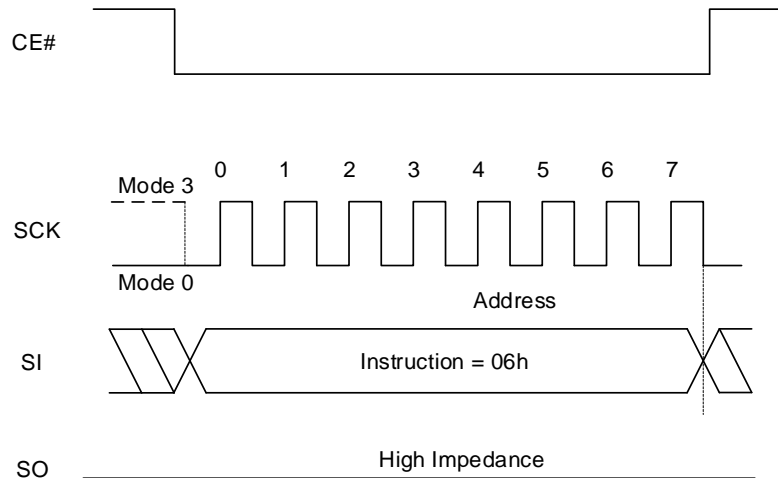 CE#
0 1 2 3 4 5 6 7
Mode 3
SCK
Mode 0
Address
SI
Instruction = 06h
High Impedance
SO